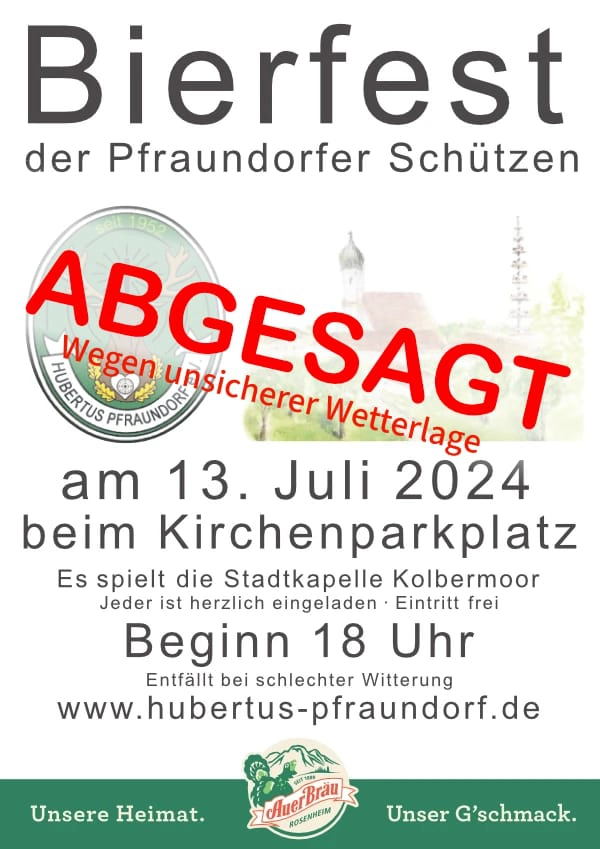 Bierfest
der Pfraundorfer Schützen
seit 1952
HUBERTUS PFRAUNDORF
ABGESAGT
Wegen unsicherer Wetterlage
am 13. Juli 2024
beim Kirchenparkplatz
Es spielt die Stadtkapelle Kolbermoor
Jeder ist herzlich eingeladen · Eintritt frei
Beginn 18 Uhr
Entfällt bei schlechter Witterung
www.hubertus-pfraundorf.de
Unsere Heimat.
SEIT 1889
AuerBräu
ROSENHEIM
Unser G'schmack.